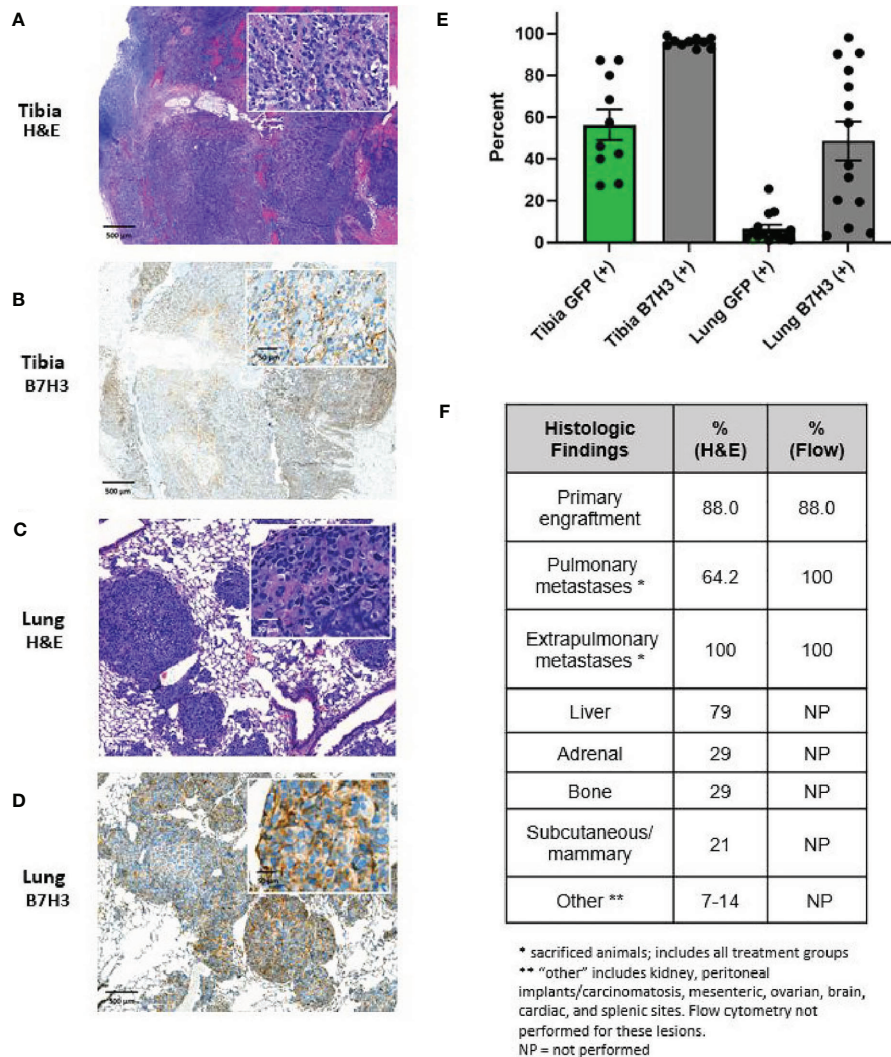 A
Tibia
H&E
500 µm
B
Tibia
B7H3
50 µm
500 µm
C
Lung
H&E
D
Lung
B7H3
500 µm
E
Percent
100
80
60
40
20
0
Tibia GFP (+)
Tibia B7H3 (+)
Lung GFP (+)
Lung B7H3 (+)
F
Histologic Findings
% (H&E)
% (Flow)
Primary engraftment
88.0
88.0
Pulmonary metastases *
64.2
100
Extrapulmonary metastases *
100
100
Liver
79
NP
Adrenal
29
NP
Bone
29
NP
Subcutaneous/ mammary
21
NP
Other **
7-14
NP
* sacrificed animals; includes all treatment groups
** “other” includes kidney, peritoneal
implants/carcinomatosis, mesenteric, ovarian, brain,
cardiac, and splenic sites. Flow cytometry not
performed for these lesions.
NP = not performed